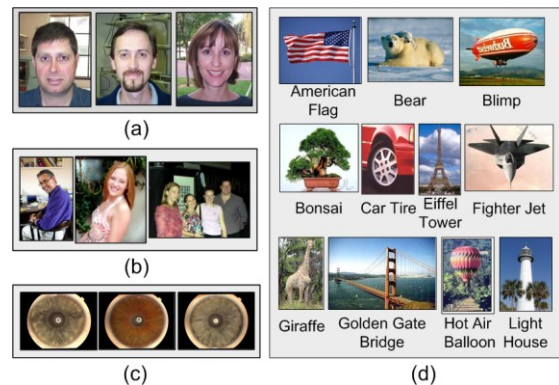 (a)
(b)
(c)
American
Flag
Bear
Blimp
Budweiser
Bonsai
Car Tire
Eiffel
Tower
Fighter Jet
Giraffe
Golden Gate
Bridge
Hot Air
Balloon
Light
House
(d)